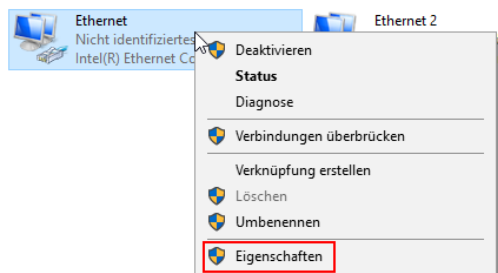 Ethernet
Nicht identifiziertes
Intel(R) Ethernet Co
Ethernet 2
Deaktivieren
Status
Diagnose
Verbindungen überbrücken
Verknüpfung erstellen
Löschen
Umbenennen
Eigenschaften